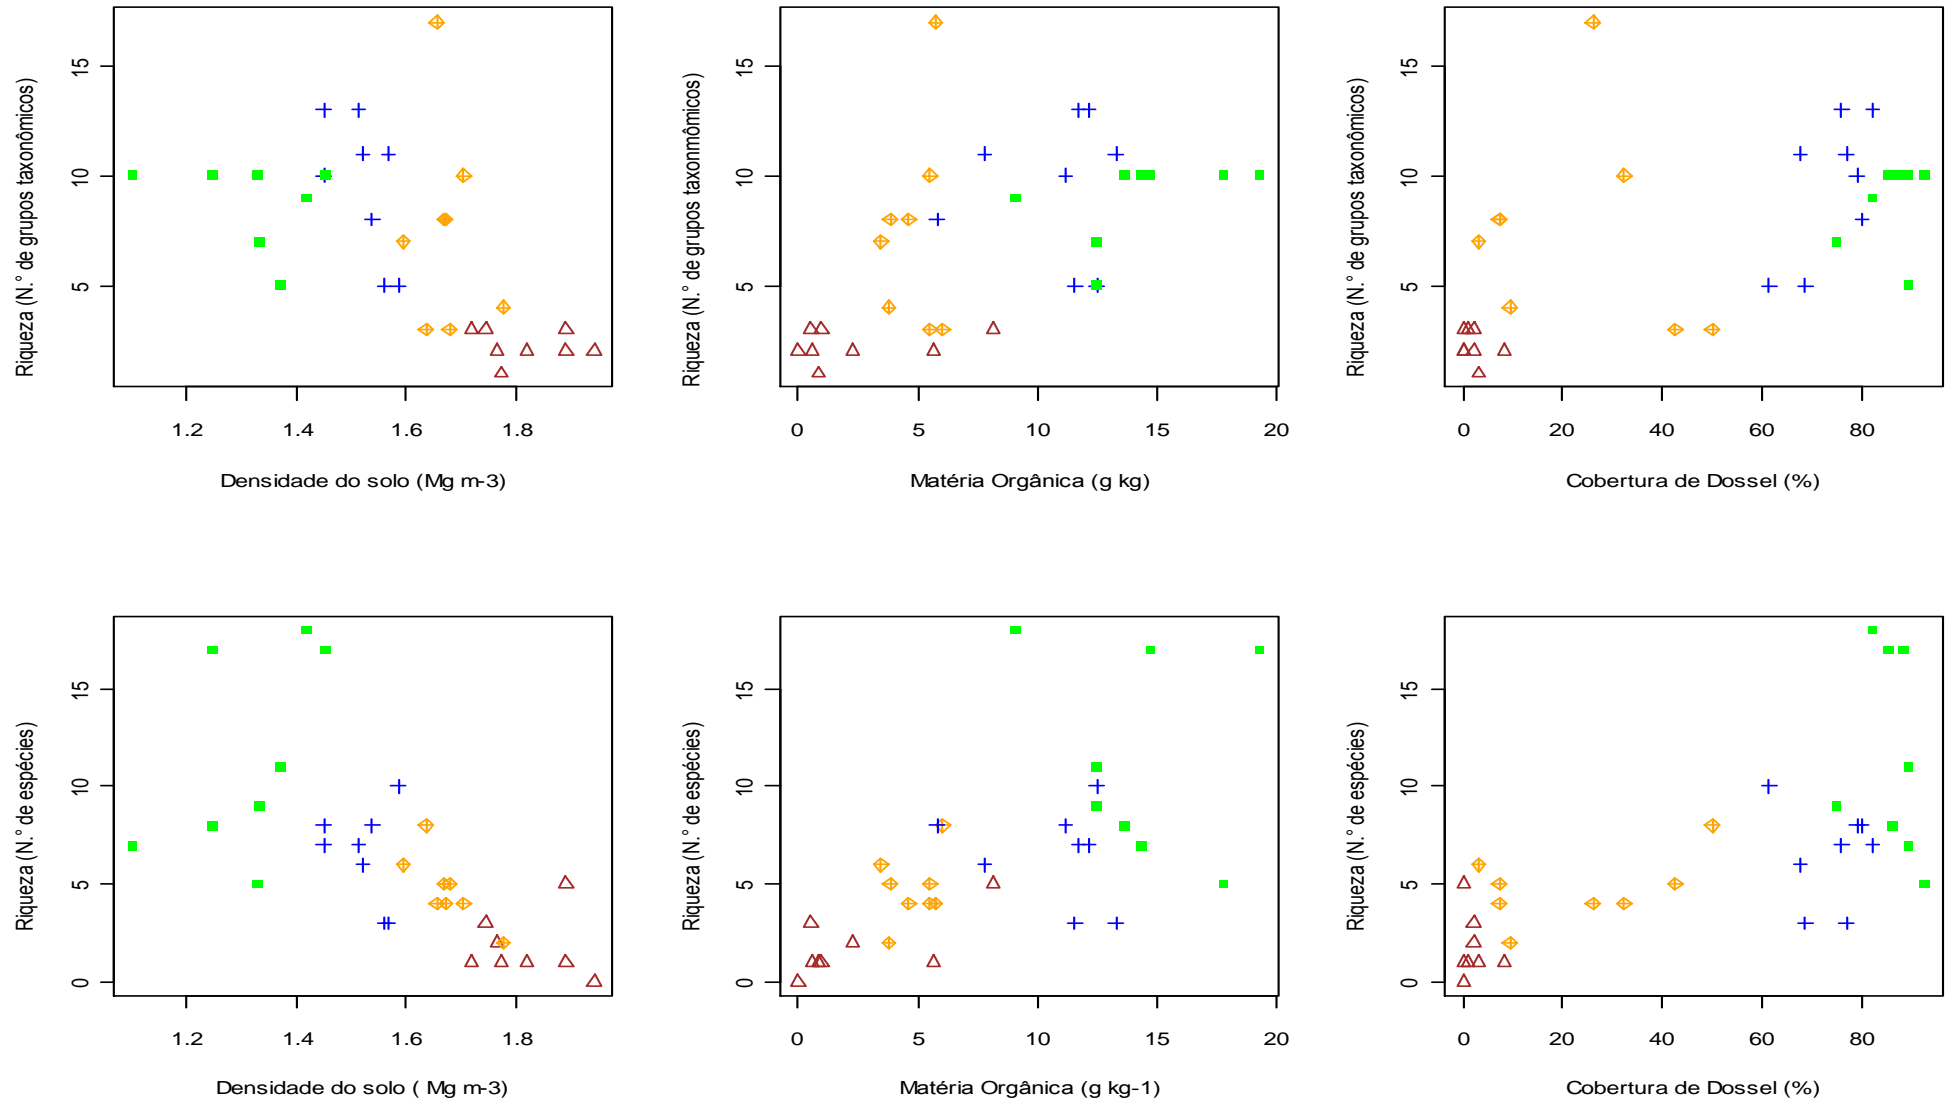 Riqueza (N.° de grupos taxonômicos)
15
10
5
1.2 1.4 1.6 1.8
Densidade do solo (Mg m-3)
Riqueza (N.° de grupos taxonmômicos)
15
10
5
0 5 10 15 20
Matéria Orgânica (g kg)
Riqueza (N.° de grupos taxonômicos)
15
10
5
0 20 40 60 80
Cobertura de Dossel (%)
Riqueza (N.° de espécies)
15
10
5
0
1.2 1.4 1.6 1.8
Densidade do solo ( Mg m-3)
Riqueza (N.° de espécies)
15
10
5
0
0 5 10 15 20
Matéria Orgânica (g kg-1)
Riqueza (N.° de espécies)
15
10
5
0
0 20 40 60 80
Cobertura de Dossel (%)